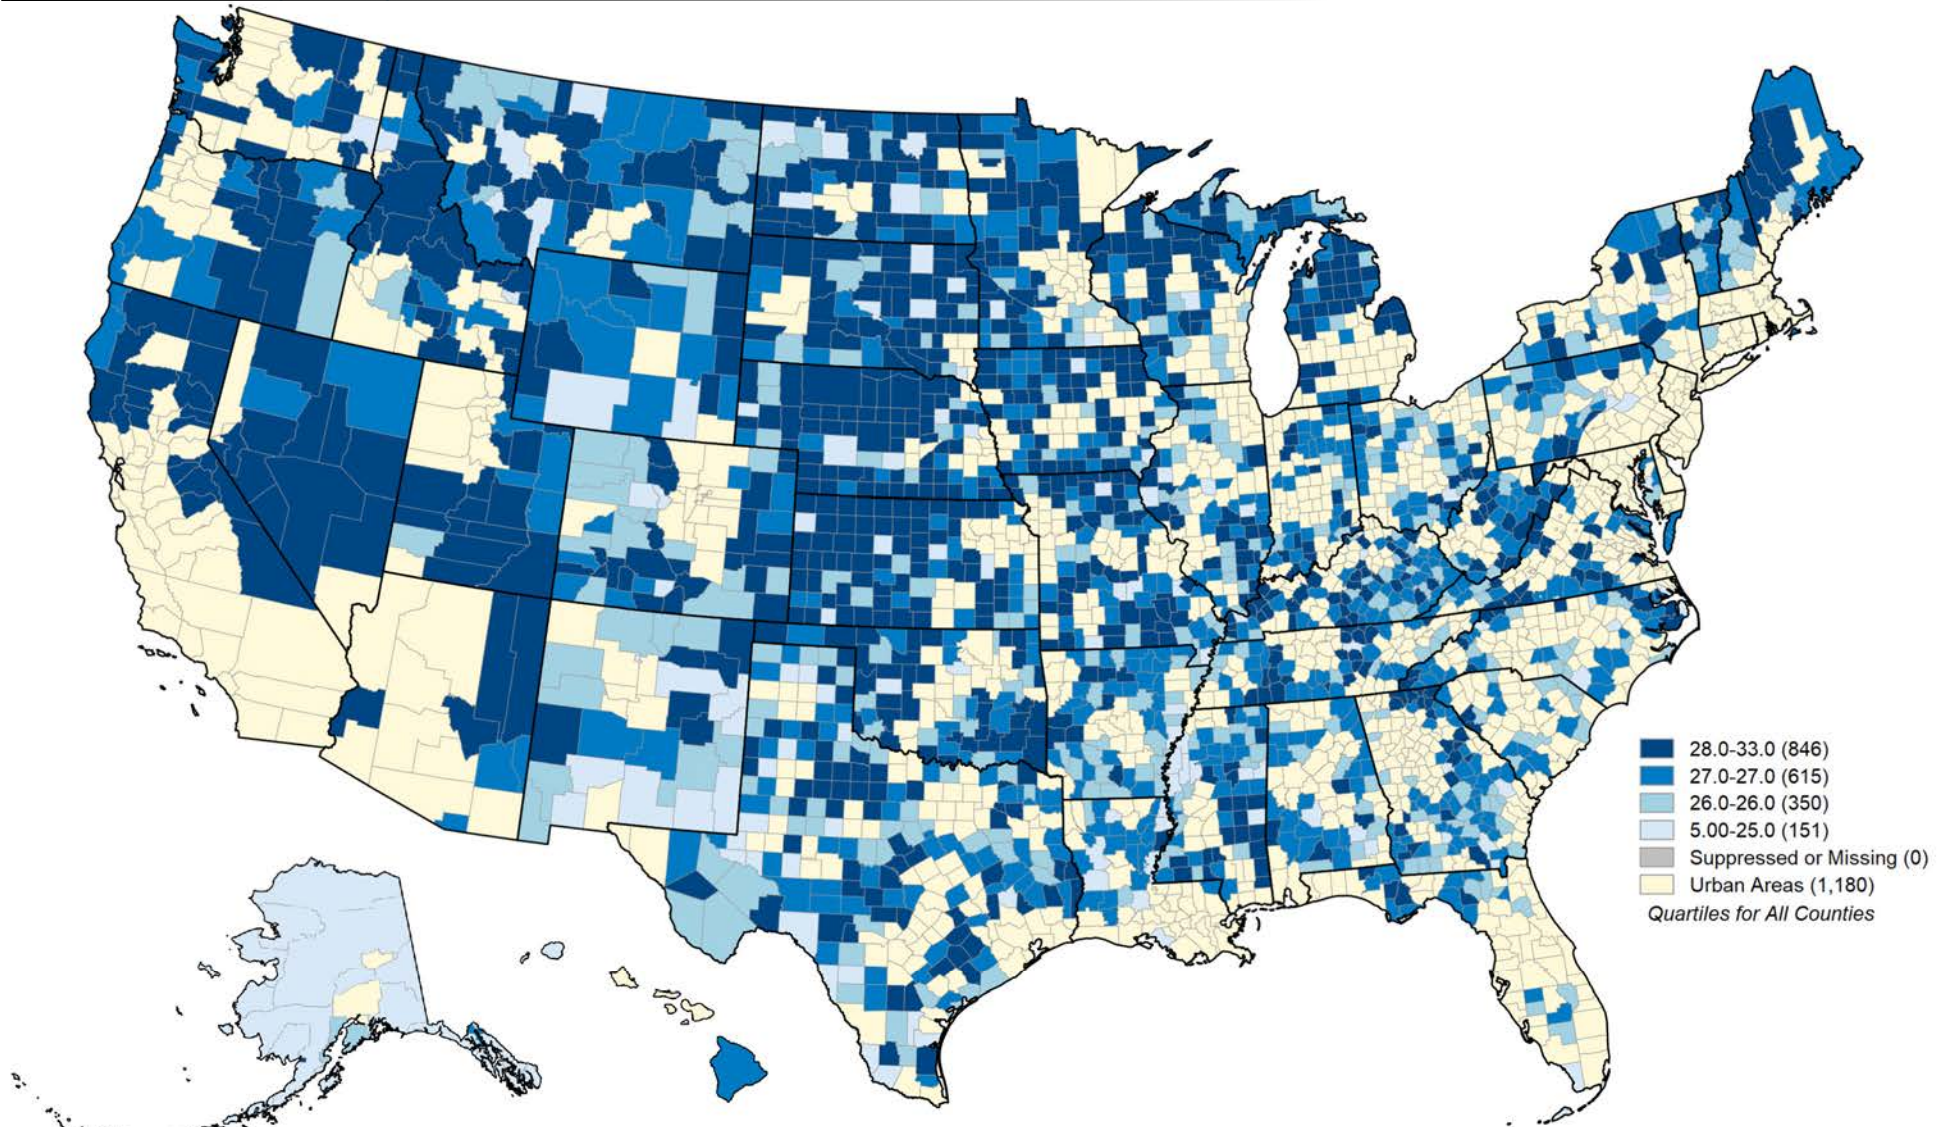 28.0-33.0 (846)
27.0-27.0 (615)
26.0-26.0 (350)
5.00-25.0 (151)
Suppressed or Missing (0)
Urban Areas (1,180)
Quartiles for All Counties